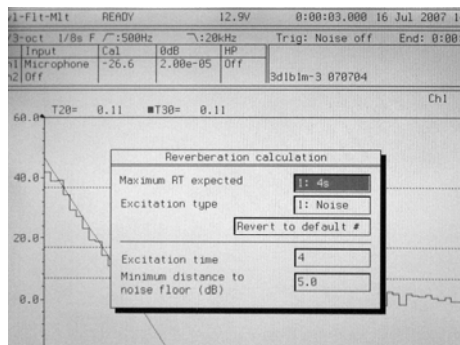 vl-Flt-Mlt READY 12.9V 0:00:03.000 16 Jul 2007 1
/3-oct 1/8s F :500Hz :20kHz Trig: Noise off End: 0:00
Input Cal 0dB HP
h1 Microphone -26.6 2.00e-05 Off
h2 Off
3d1b1m-3 070704
Ch1
T20= 0.11 ■T30= 0.11
60.0
40.0
20.0
0.0
Reverberation calculation
Maximum RT expected 1: 4s
Excitation type 1: Noise
Revert to default #
Excitation time 4
Minimum distance to
noise floor (dB) 5.0